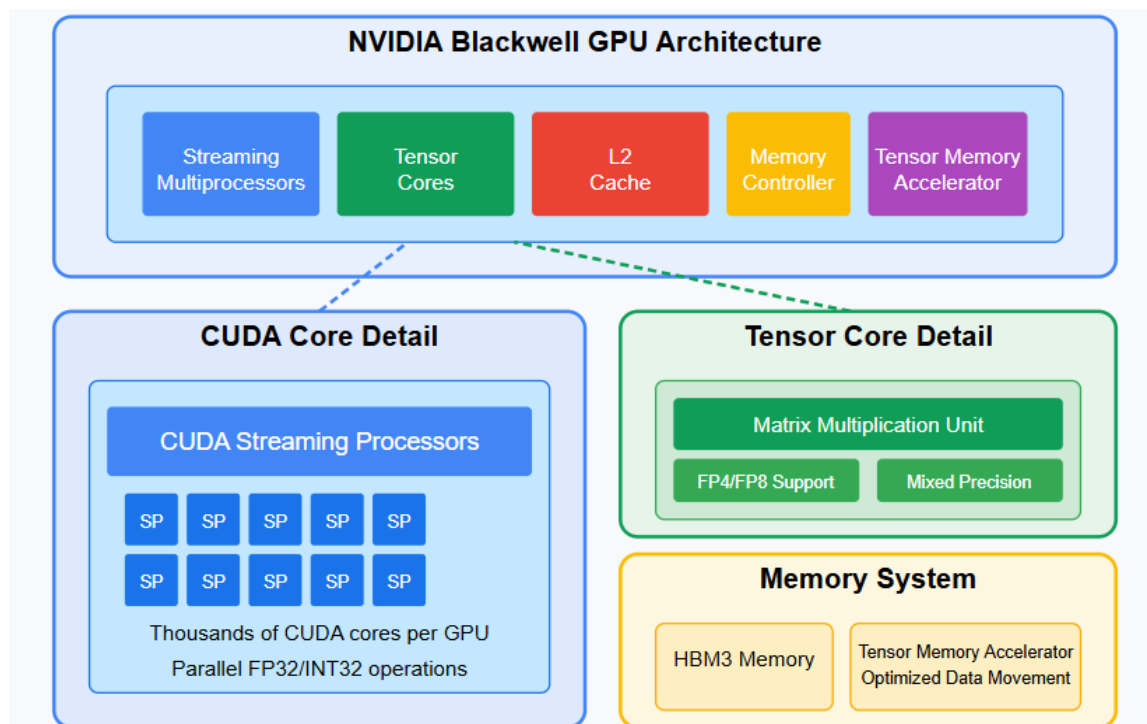 NVIDIA Blackwell GPU Architecture
Streaming
Multiprocessors
Tensor
Cores
L2
Cache
Memory
Controller
Tensor Memory
Accelerator
CUDA Core Detail
CUDA Streaming Processors
SP SP SP SP SP
SP SP SP SP SP
Thousands of CUDA cores per GPU
Parallel FP32/INT32 operations
Tensor Core Detail
Matrix Multiplication Unit
FP4/FP8 Support
Mixed Precision
Memory System
HBM3 Memory
Tensor Memory Accelerator
Optimized Data Movement